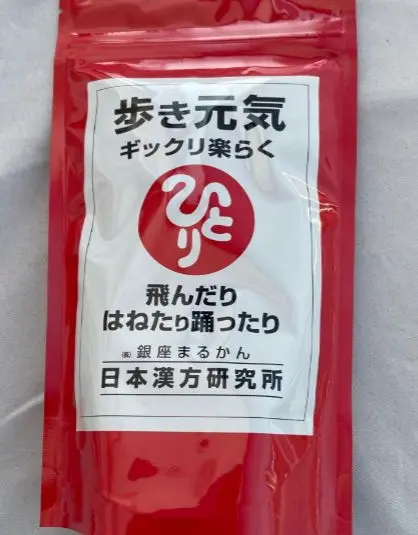 歩き元気
ギックリ楽らく
ひとり
飛んだり
はねたり踊ったり
㈱ 銀座まるかん
日本漢方研究所